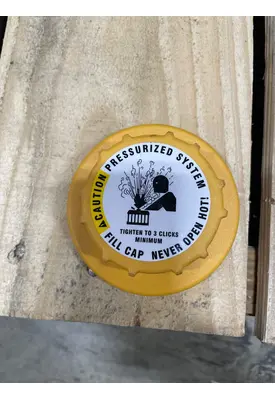 ⚠CAUTION PRESSURIZED SYSTEM
TIGHTEN TO 3 CLICKS
MINIMUM
FILL CAP NEVER OPEN HOT!